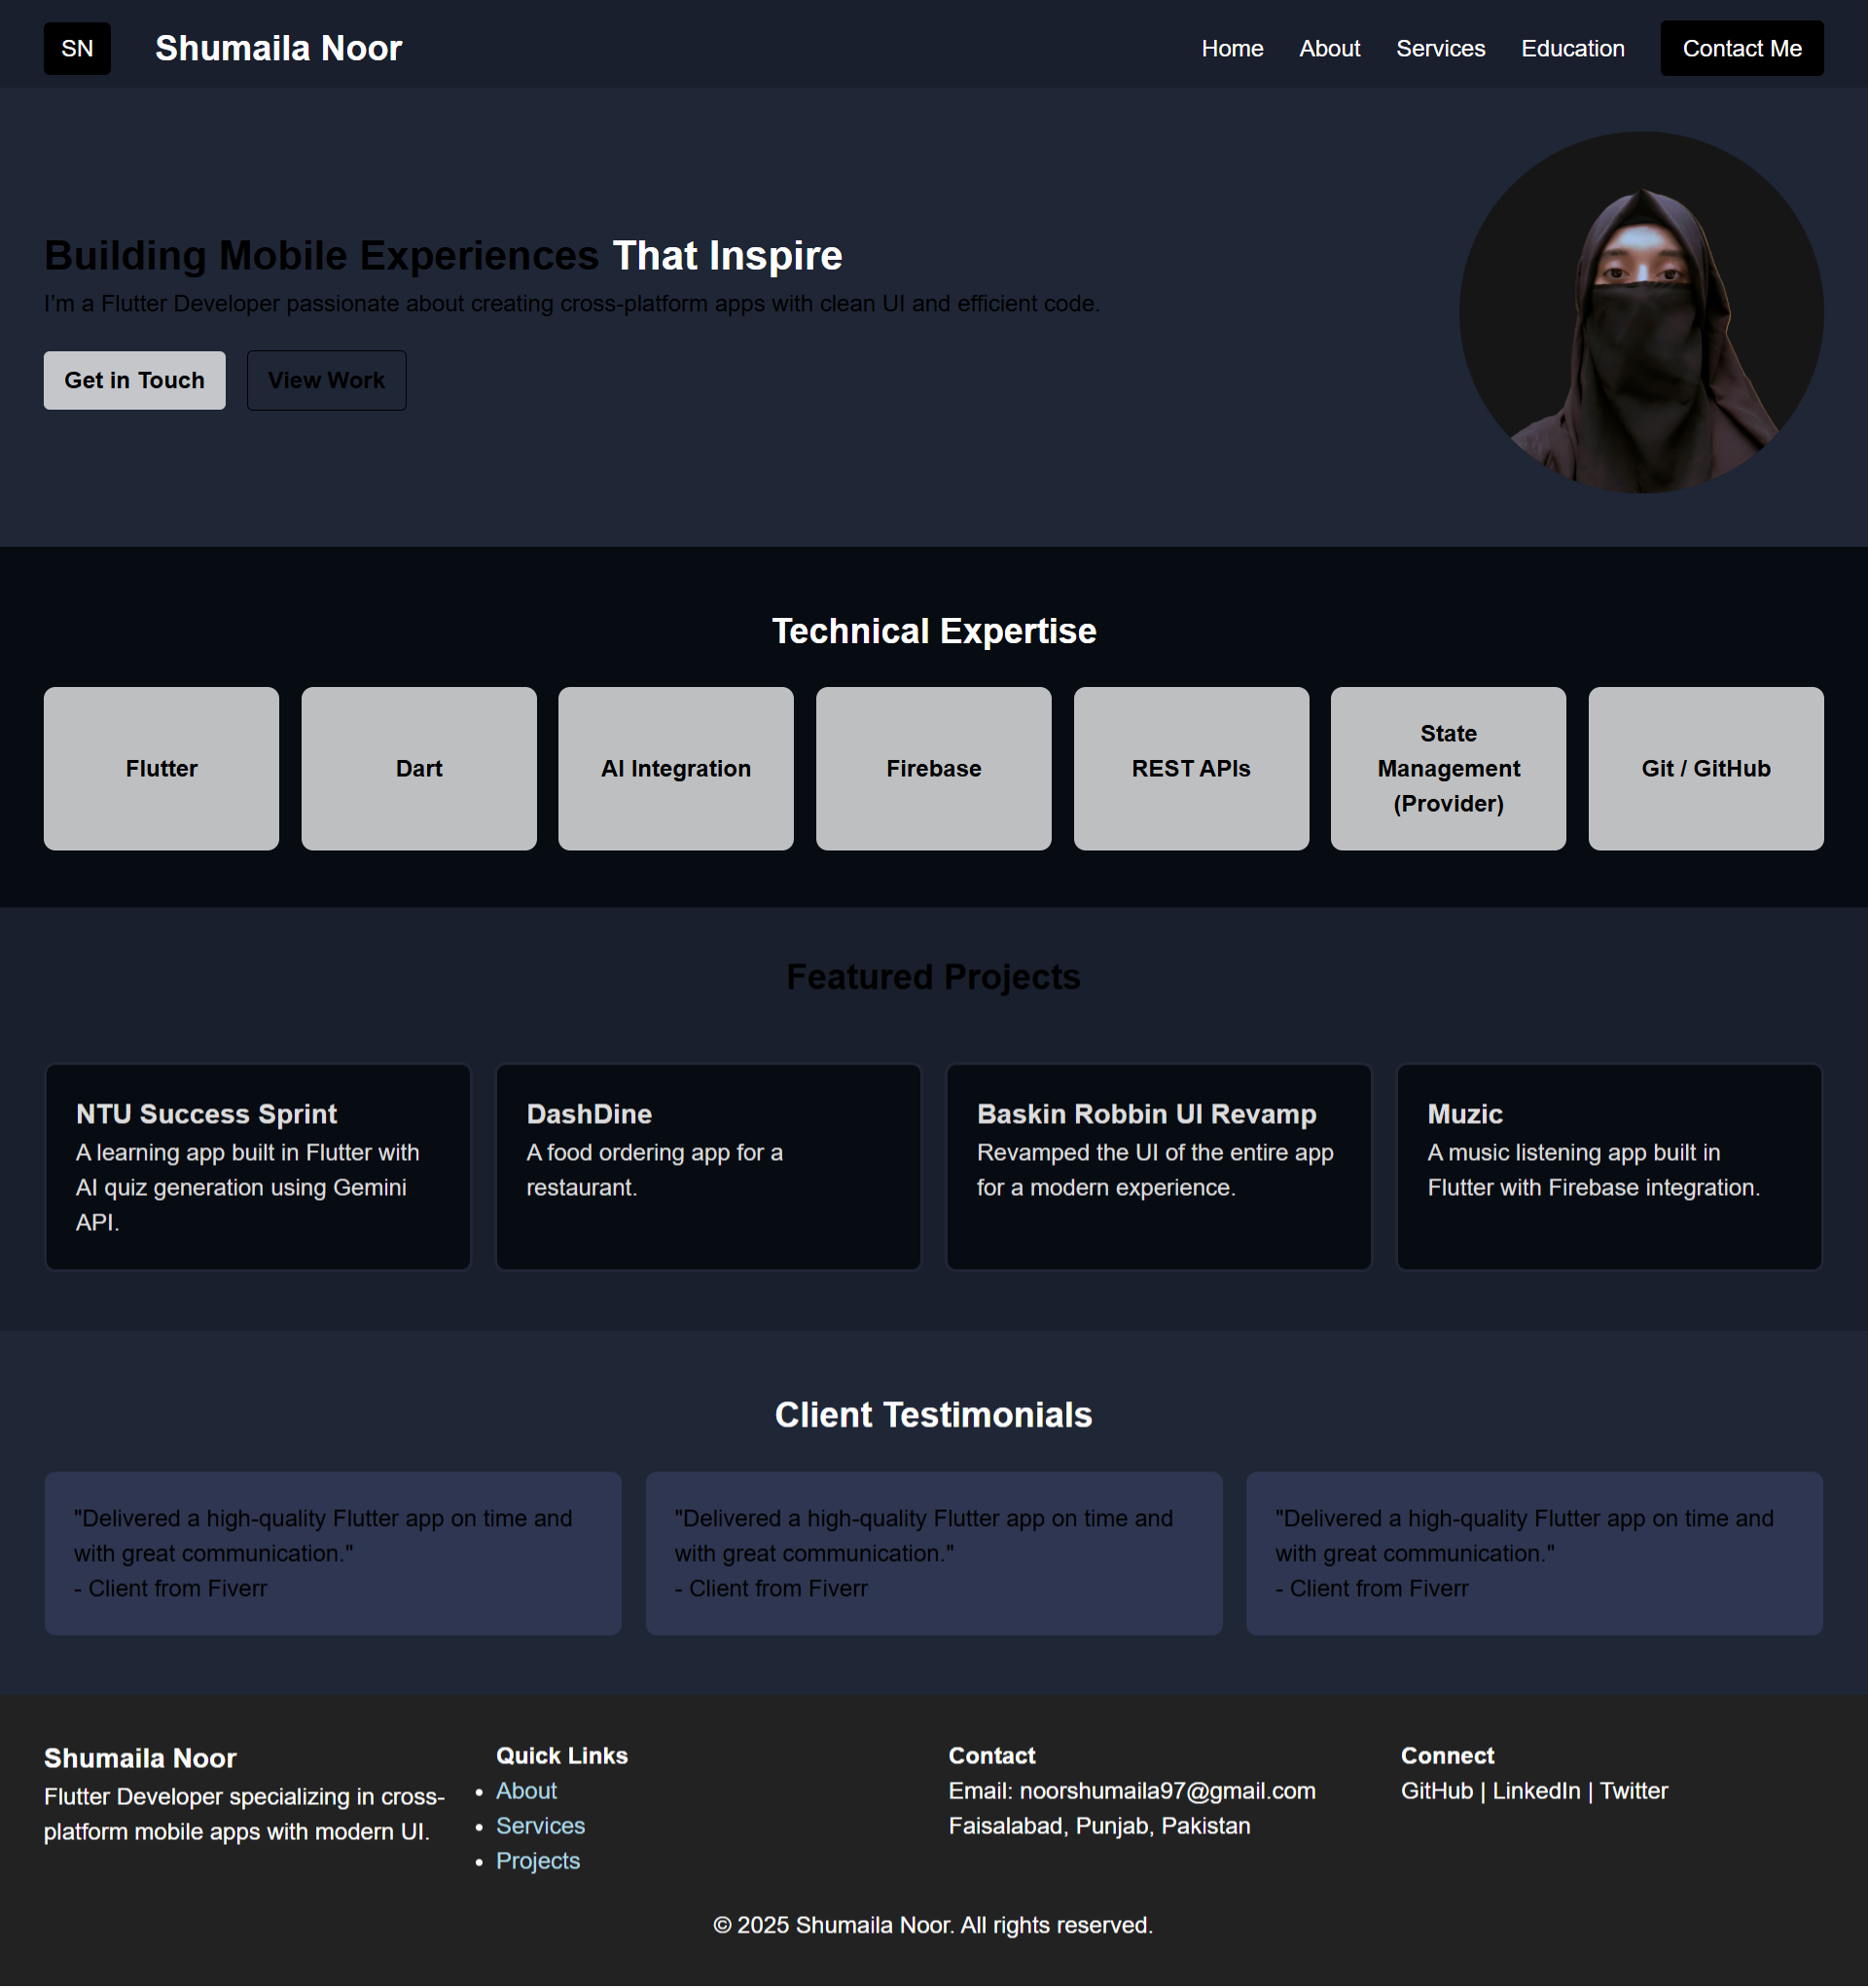 SN
Shumaila Noor
Home
About
Services
Education
Contact Me
Building Mobile Experiences That Inspire
I'm a Flutter Developer passionate about creating cross-platform apps with clean UI and efficient code.
Get in Touch
View Work
Technical Expertise
Flutter
Dart
AI Integration
Firebase
REST APIs
State
Management
(Provider)
Git / GitHub
Featured Projects
NTU Success Sprint
A learning app built in Flutter with
AI quiz generation using Gemini
API.
DashDine
A food ordering app for a
restaurant.
Baskin Robbin UI Revamp
Revamped the UI of the entire app
for a modern experience.
Muzic
A music listening app built in
Flutter with Firebase integration.
Client Testimonials
"Delivered a high-quality Flutter app on time and
with great communication."
- Client from Fiverr
"Delivered a high-quality Flutter app on time and
with great communication."
- Client from Fiverr
"Delivered a high-quality Flutter app on time and
with great communication."
- Client from Fiverr
Shumaila Noor
Flutter Developer specializing in cross-
platform mobile apps with modern UI.
Quick Links
• About
• Services
• Projects
Contact
Email: noorshumaila97@gmail.com
Faisalabad, Punjab, Pakistan
Connect
GitHub | LinkedIn | Twitter
© 2025 Shumaila Noor. All rights reserved.